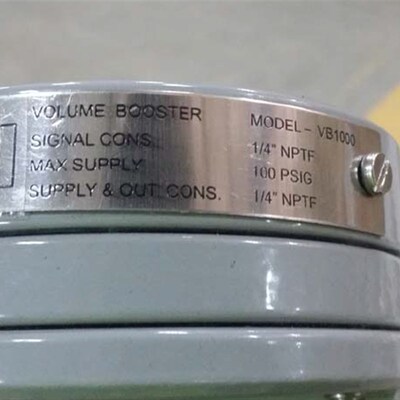 VOLUME BOOSTER MODEL - VB1000
SIGNAL CONS. 1/4" NPTF
MAX SUPPLY 100 PSIG
SUPPLY & OUT. CONS. 1/4" NPTF